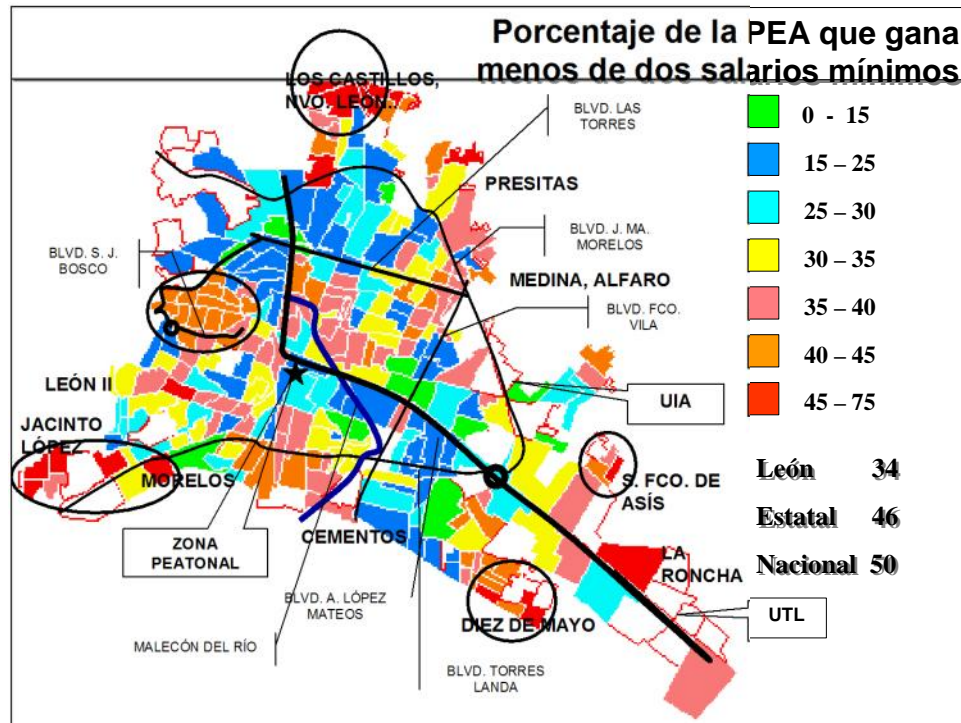 Porcentaje de la PEA que gana
menos de dos salarios mínimos
LOS CASTILLOS,
NVO. LEÓN..
BLVD. LAS
TORRES
PRESITAS
BLVD. S. J.
BOSCO
BLVD. J. MA.
MORELOS
MEDINA, ALFARO
BLVD. FCO.
VILA
LEÓN II
UIA
JACINTO
LÓPEZ
MORELOS
S. FCO. DE
ASÍS
ZONA
PEATONAL
CEMENTOS
LA
RONCHA
BLVD. A. LÓPEZ
MATEOS
DIEZ DE MAYO
UTL
MALECÓN DEL RÍO
BLVD. TORRES
LANDA
0 - 15
15 – 25
25 – 30
30 – 35
35 – 40
40 – 45
45 – 75
León 34
Estatal 46
Nacional 50